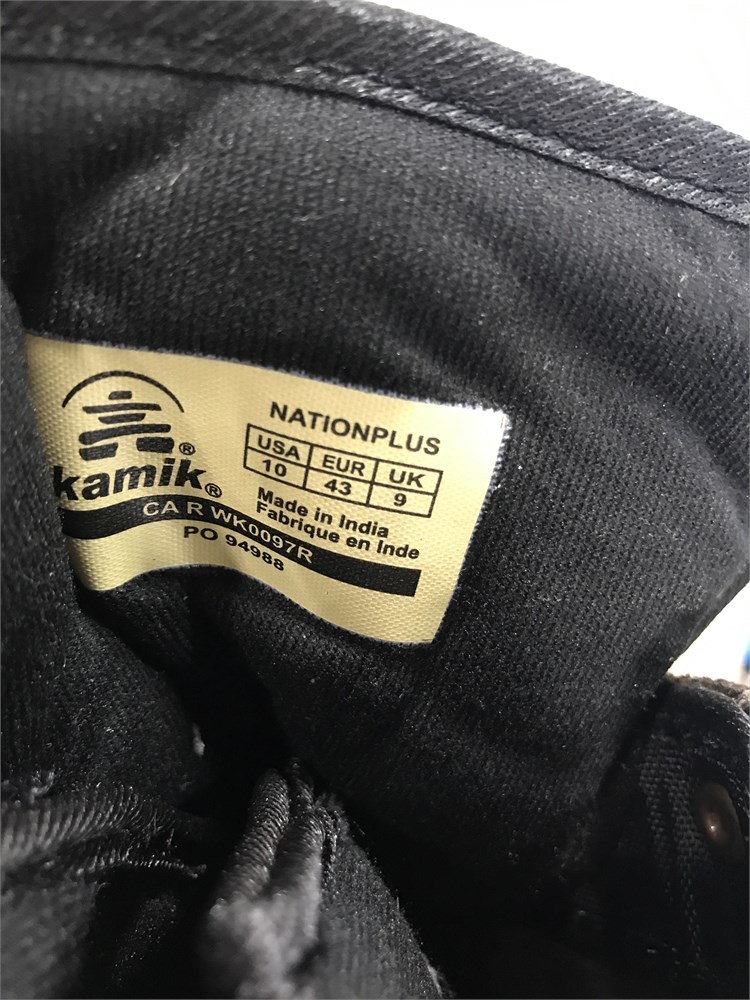 NATIONPLUS
USA EUR UK
10 43 9
kamik®
®
Made in India
Fabrique en Inde
CA R WK0097R
PO 94988